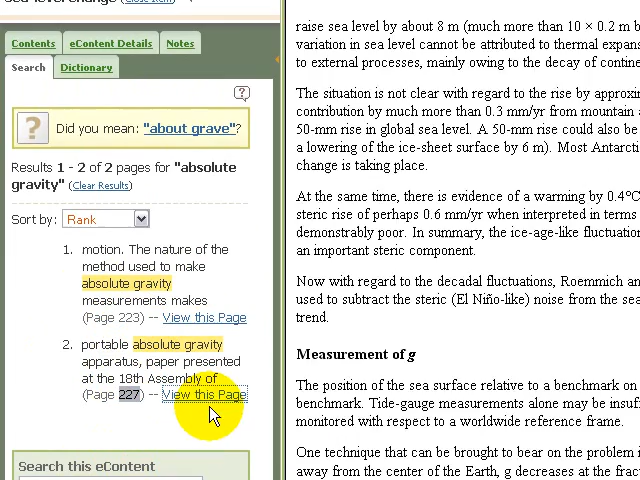 Sea-level change (Close Item)
Contents eContent Details Notes
Search Dictionary
?
? Did you mean: "about grave"?
Results 1 - 2 of 2 pages for "absolute
gravity" (Clear Results)
Sort by: Rank
1. motion. The nature of the
method used to make
absolute gravity
measurements makes
(Page 223) -- View this Page
2. portable absolute gravity
apparatus, paper presented
at the 18th Assembly of
(Page 227) -- View this Page
Search this eContent
raise sea level by about 8 m (much more than 10 × 0.2 m
variation in sea level cannot be attributed to thermal
to external processes, mainly owing to the decay of
The situation is not clear with regard to the rise by
contribution by much more than 0.3 mm/yr from mountain
50-mm rise in global sea level. A 50-mm rise could also be
a lowering of the ice-sheet surface by 6 m). Most
change is taking place.
At the same time, there is evidence of a warming by 0.4°C
steric rise of perhaps 0.6 mm/yr when interpreted in terms
demonstrably poor. In summary, the ice-age-like
an important steric component.
Now with regard to the decadal fluctuations, Roemmich
used to subtract the steric (El Niño-like) noise from the
trend.
Measurement of g
The position of the sea surface relative to a benchmark on
benchmark. Tide-gauge measurements alone may be
monitored with respect to a worldwide reference frame.
One technique that can be brought to bear on the problem
away from the center of the Earth, g decreases at the